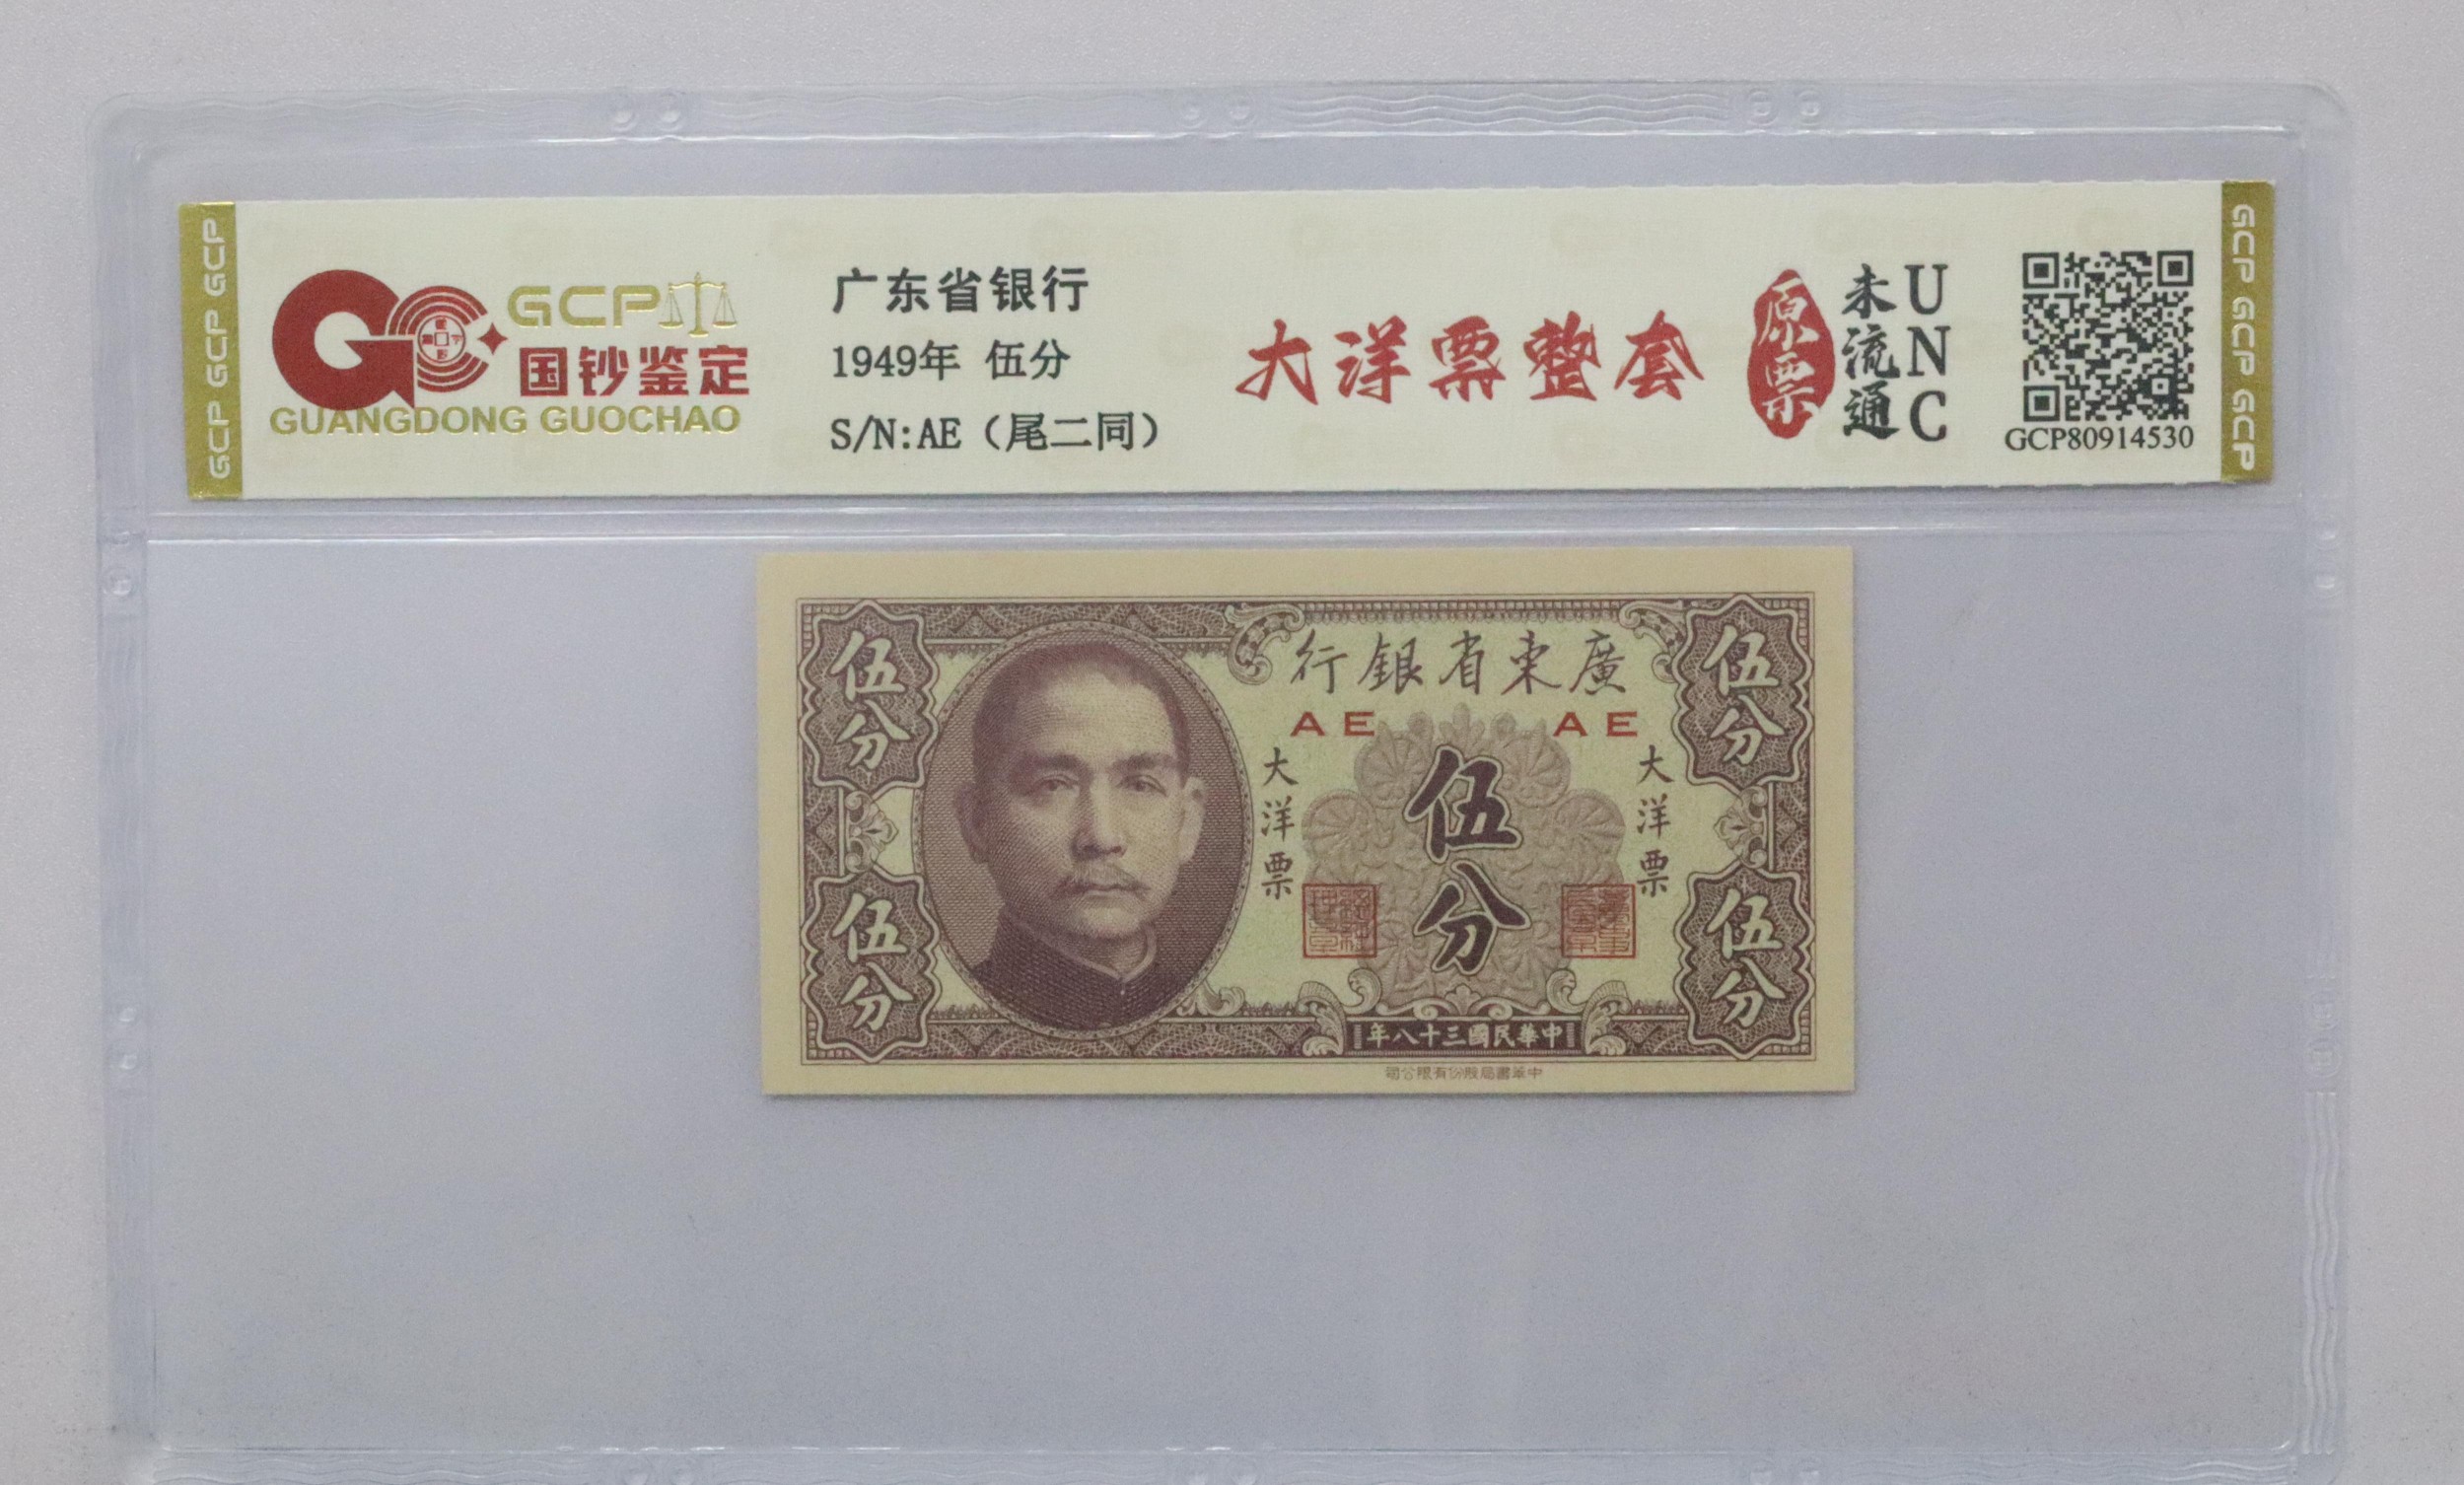 GCP GCP GCP
GCP
国钞鉴定
GUANGDONG GUOCHAO
广东省银行
1949年 伍分
S/N:AE（尾二同）
大洋票整套
原票
未流通
UNC
GCP80914530
GCP GCP GCP
伍分
伍分
行銀省東廣
AE AE
大洋票
伍分
大洋票
伍分
伍分
年八十三國民華中
司公限有份股局書華中